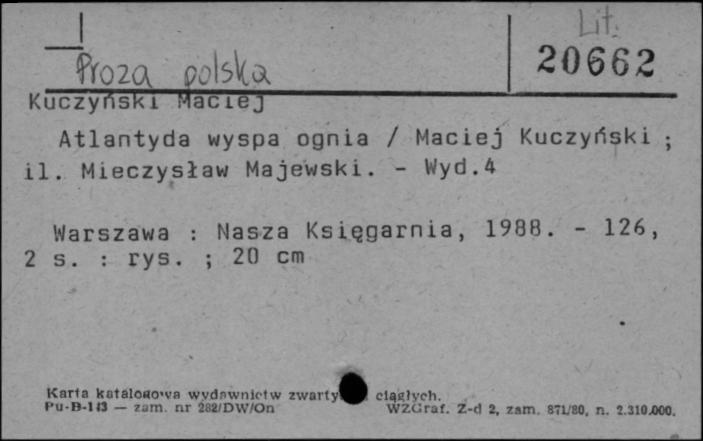 Lit.
20662
Proza polska
Kuczyński Maciej
Atlantyda wyspa ognia / Maciej Kuczyński ;
il. Mieczysław Majewski. - Wyd.4
Warszawa : Nasza Księgarnia, 1988. - 126,
2 s. : rys. ; 20 cm
Karta katalogowa wydawnictw zwarty ciągłych.
Pu-B-113 — zam. nr 282/DW/On WZGraf. Z-d 2, zam. 871/80, n. 2.310.000.